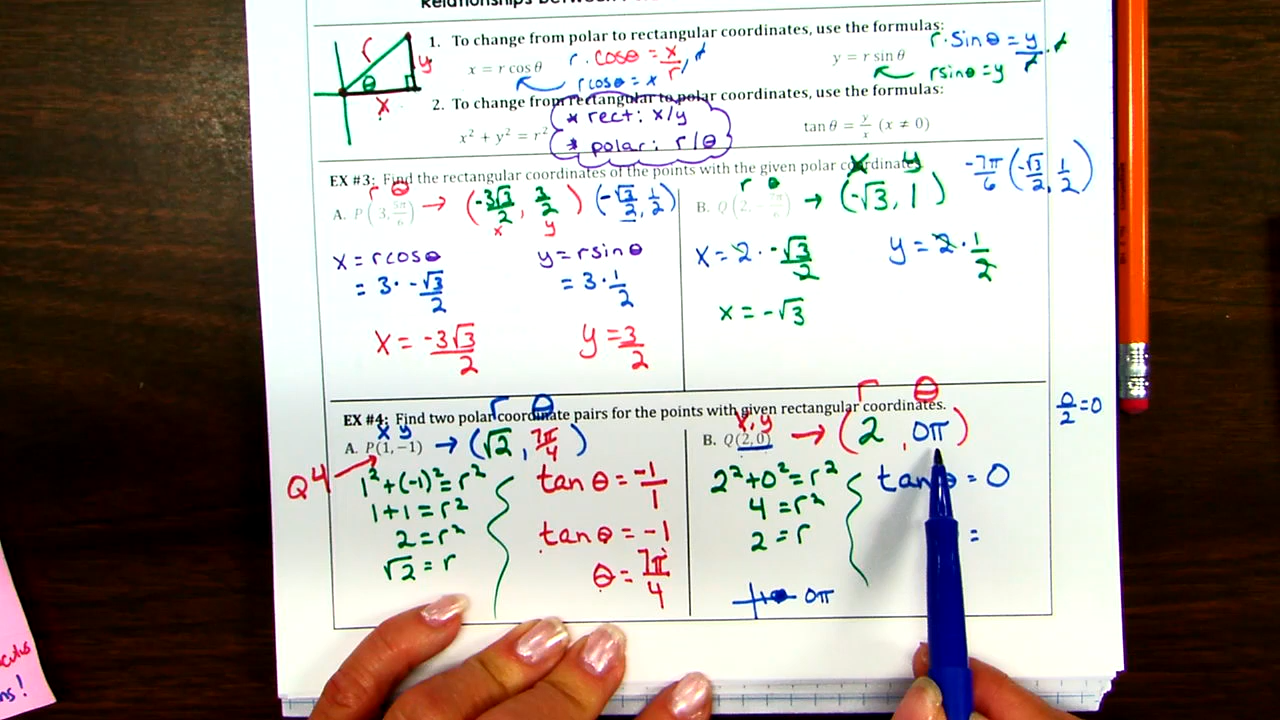 Relationships between
1. To change from polar to rectangular coordinates, use the formulas:
x = r cos θ
r · cosθ = x/r · r
rcosθ = x
y = r sin θ
r · sinθ = y/r · r
rsinθ = y
r
y
θ
x
2. To change from rectangular to polar coordinates, use the formulas:
x² + y² = r²
* rect: x/y
* polar: r/θ
tan θ = y/x (x ≠ 0)
EX #3: Find the rectangular coordinates of the points with the given polar coordinates.
r θ
A. P(3, 5π/6) → (-3√3/2, 3/2) (-√3/2, 1/2)
x y
x = rcosθ
= 3 · -√3/2
x = -3√3/2
y = rsinθ
= 3 · 1/2
y = 3/2
r θ x y
B. Q(2, -7π/6) → (-√3, 1)
-7π/6 (-√3/2, 1/2)
x = 2 · -√3/2
x = -√3
y = 2 · 1/2
EX #4: Find two polar coordinate pairs for the points with given rectangular coordinates.
x y r θ
A. P(1, −1) → (√2, 7π/4)
Q4
1² + (-1)² = r²
1 + 1 = r²
2 = r²
√2 = r
tan θ = -1/1
tan θ = -1
θ = 7π/4
x, y r θ
B. Q(2, 0) → (2, 0π)
0/2 = 0
2² + 0² = r²
4 = r²
2 = r
0π
tan θ = 0
=